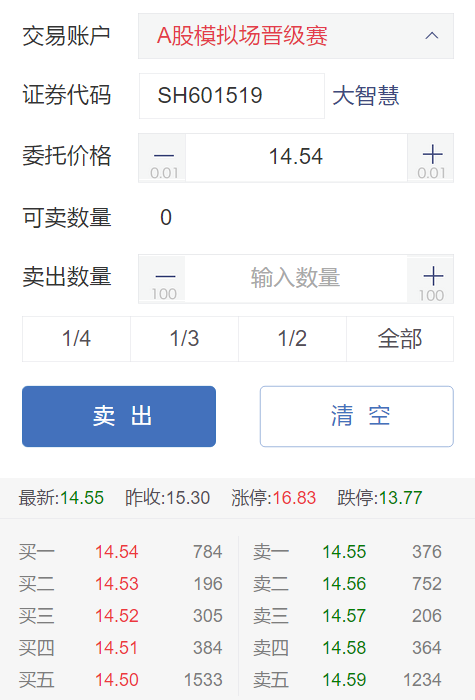 交易账户 A股模拟场晋级赛
证券代码 SH601519 大智慧
委托价格 — 14.54 +
0.01 0.01
可卖数量 0
卖出数量 — 输入数量 +
100 100
1/4 1/3 1/2 全部
卖出 清空
最新:14.55 昨收:15.30 涨停:16.83 跌停:13.77
买一 14.54 784 卖一 14.55 376
买二 14.53 196 卖二 14.56 752
买三 14.52 305 卖三 14.57 206
买四 14.51 384 卖四 14.58 364
买五 14.50 1533 卖五 14.59 1234